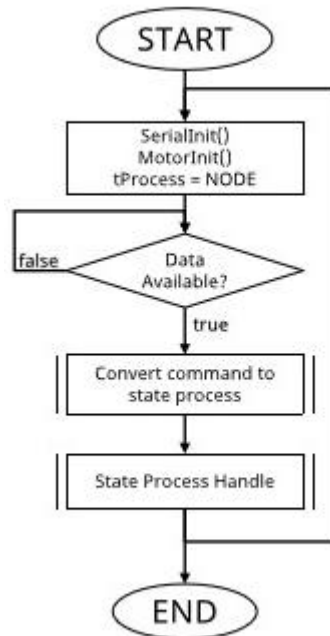 START
SerialInit()
MotorInit()
tProcess = NODE
false
Data
Available?
true
Convert command to
state process
State Process Handle
END